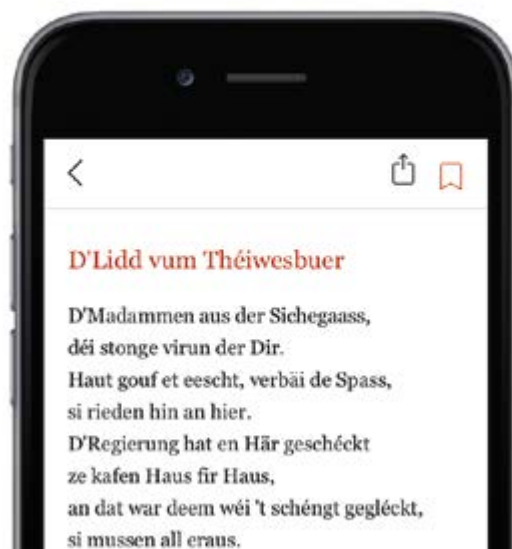 D'Lidd vum Théiwesbuer
D'Madammen aus der Sichegaass,
déi stonge virun der Dir.
Haut gouf et eescht, verbäi de Spass,
si rieden hin an hier.
D'Regierung hat en Här geschéckt
ze kafen Haus fir Haus,
an dat war deem wéi 't schéngt gegléckt,
si mussen all eraus.